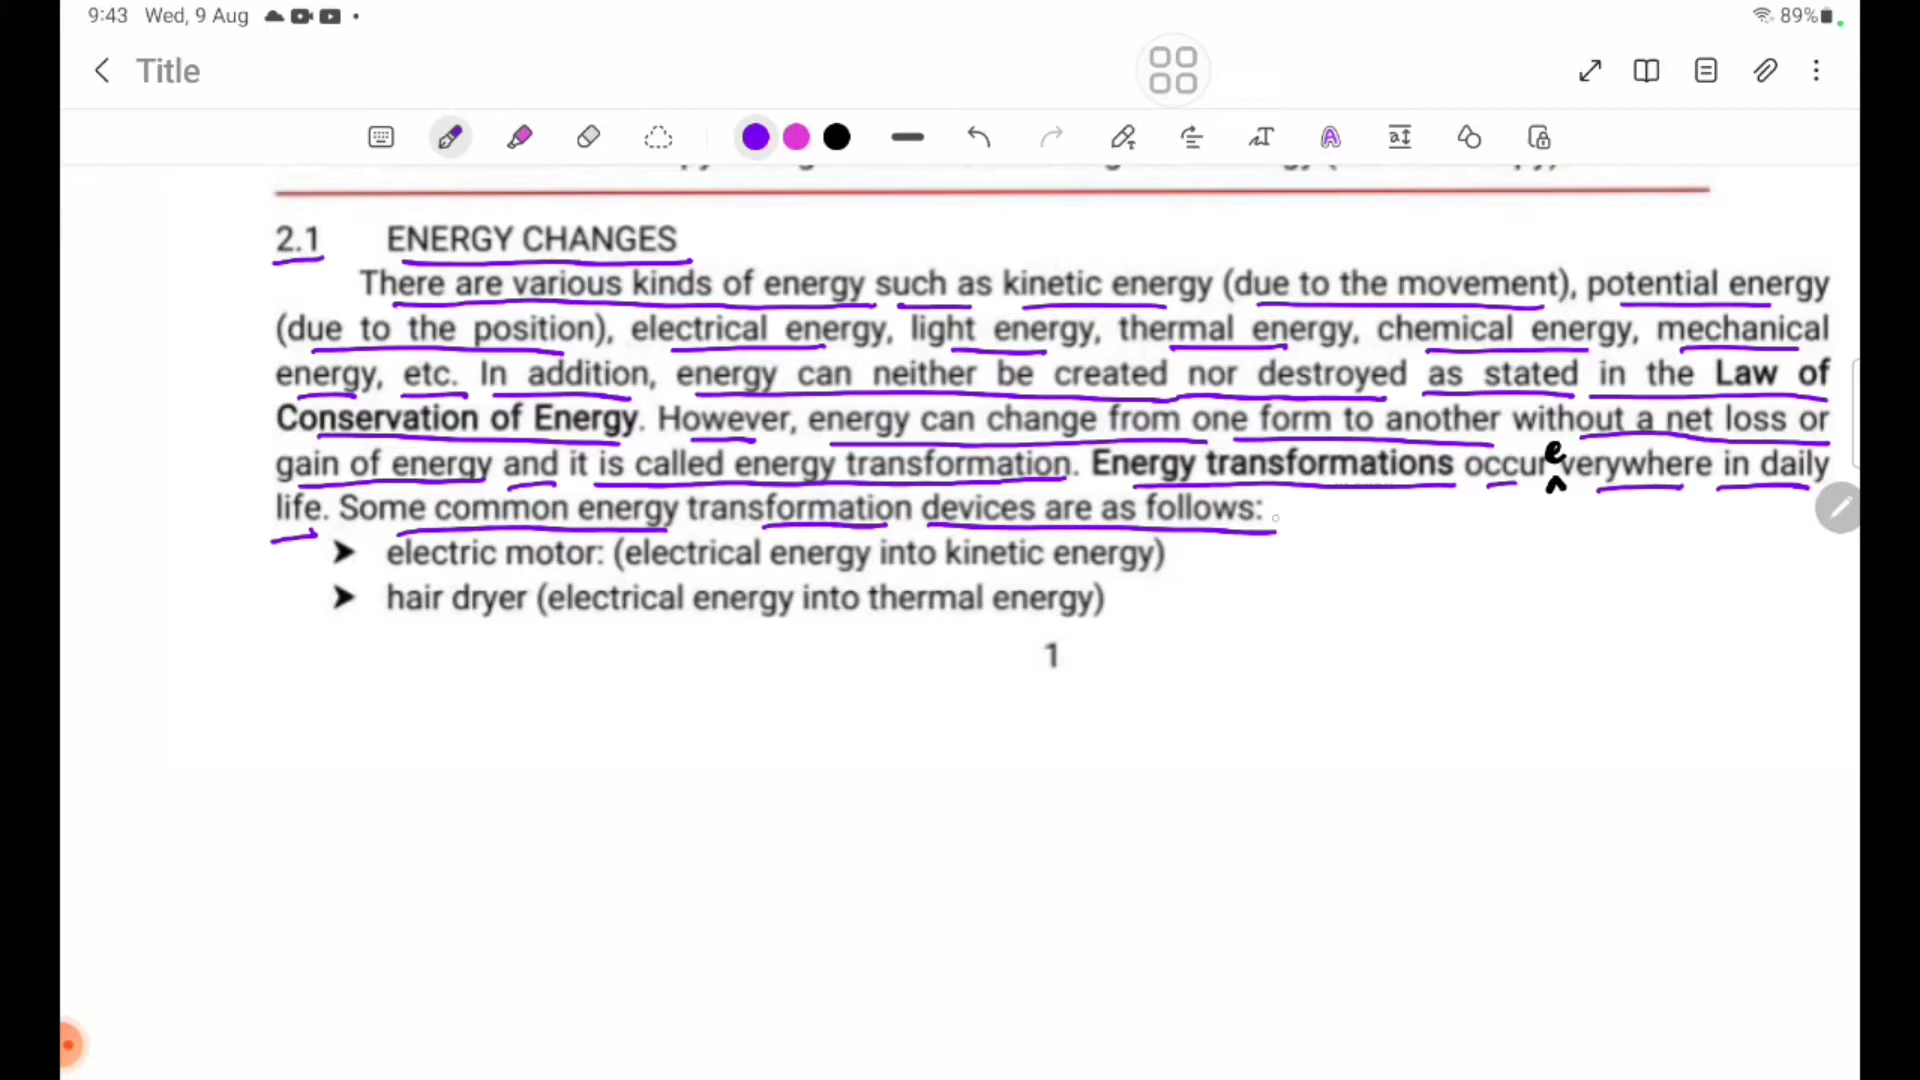 9:43 Wed, 9 Aug
89%
Title
2.1 ENERGY CHANGES
There are various kinds of energy such as kinetic energy (due to the movement), potential energy
(due to the position), electrical energy, light energy, thermal energy, chemical energy, mechanical
energy, etc. In addition, energy can neither be created nor destroyed as stated in the Law of
Conservation of Energy. However, energy can change from one form to another without a net loss or
gain of energy and it is called energy transformation. Energy transformations occur everywhere in daily
life. Some common energy transformation devices are as follows:
➤ electric motor: (electrical energy into kinetic energy)
➤ hair dryer (electrical energy into thermal energy)
1